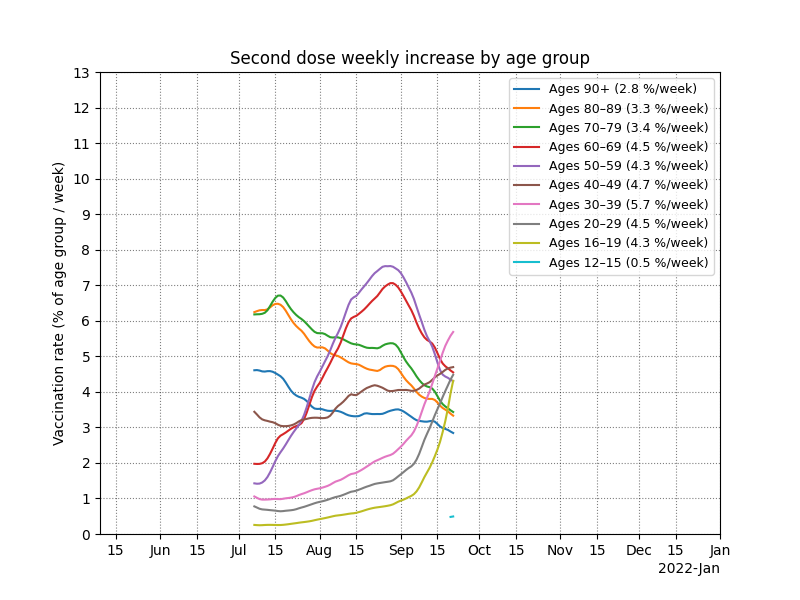 Second dose weekly increase by age group
Vaccination rate (% of age group / week)
13
12
11
10
9
8
7
6
5
4
3
2
1
0
Ages 90+ (2.8 %/week)
Ages 80–89 (3.3 %/week)
Ages 70–79 (3.4 %/week)
Ages 60–69 (4.5 %/week)
Ages 50–59 (4.3 %/week)
Ages 40–49 (4.7 %/week)
Ages 30–39 (5.7 %/week)
Ages 20–29 (4.5 %/week)
Ages 16–19 (4.3 %/week)
Ages 12–15 (0.5 %/week)
15 Jun 15 Jul 15 Aug 15 Sep 15 Oct 15 Nov 15 Dec 15 Jan
2022-Jan